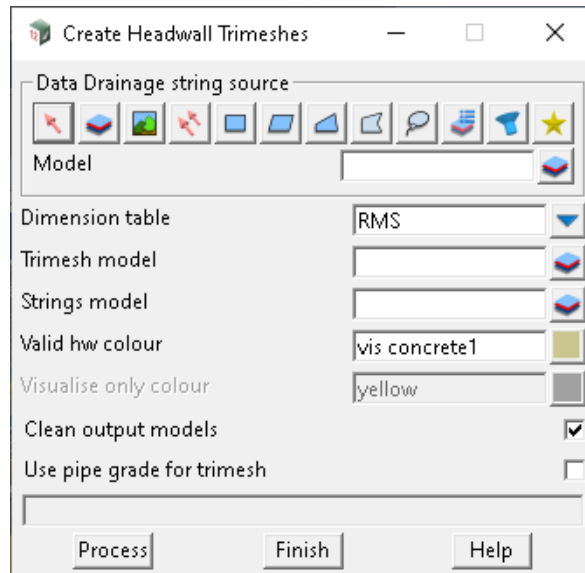 Create Headwall Trimeshes
Data Drainage string source
Model
Dimension table RMS
Trimesh model
Strings model
Valid hw colour vis concrete1
Visualise only colour yellow
Clean output models
Use pipe grade for trimesh
Process Finish Help